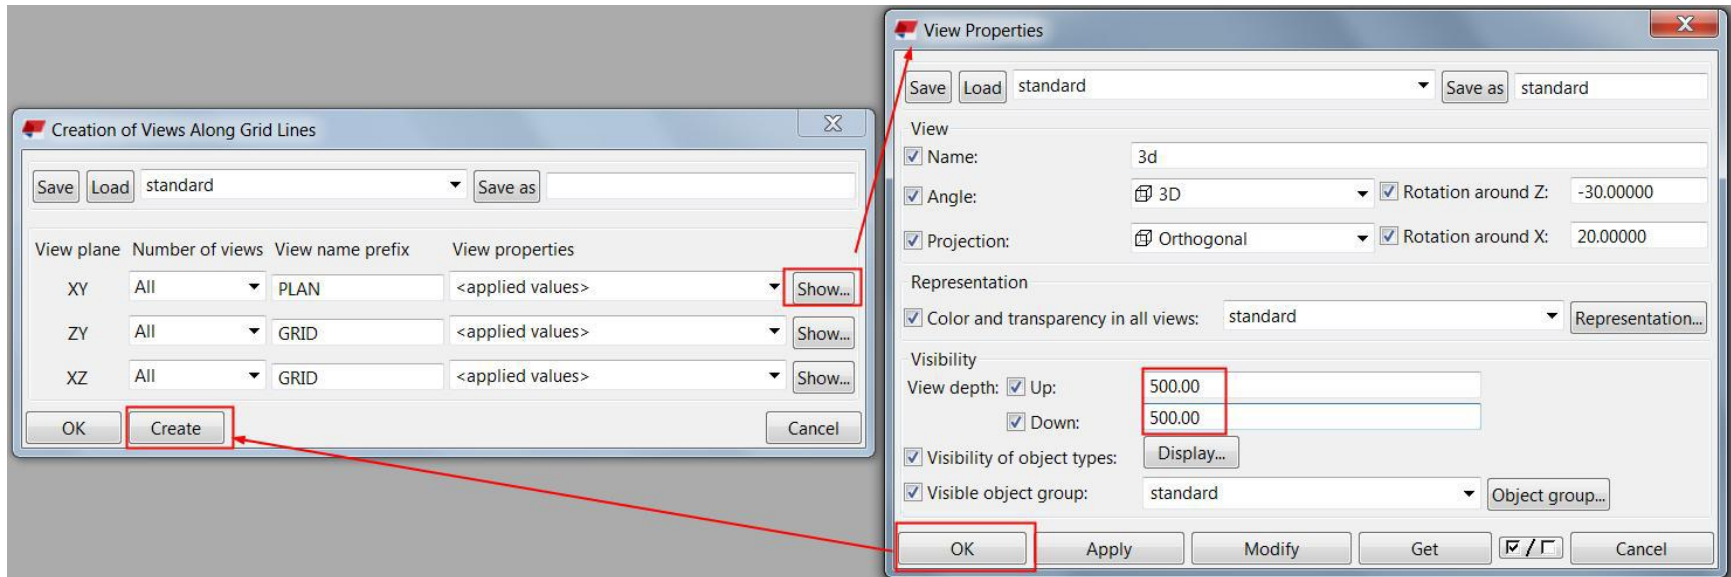 Creation of Views Along Grid Lines
Save Load standard Save as
View plane Number of views View name prefix View properties
XY All PLAN <applied values> Show...
ZY All GRID <applied values> Show...
XZ All GRID <applied values> Show...
OK Create Cancel
View Properties
Save Load standard Save as standard
View
Name: 3d
Angle: 3D Rotation around Z: -30.00000
Projection: Orthogonal Rotation around X: 20.00000
Representation
Color and transparency in all views: standard Representation...
Visibility
View depth: Up: 500.00
Down: 500.00
Visibility of object types: Display...
Visible object group: standard Object group...
OK Apply Modify Get / Cancel